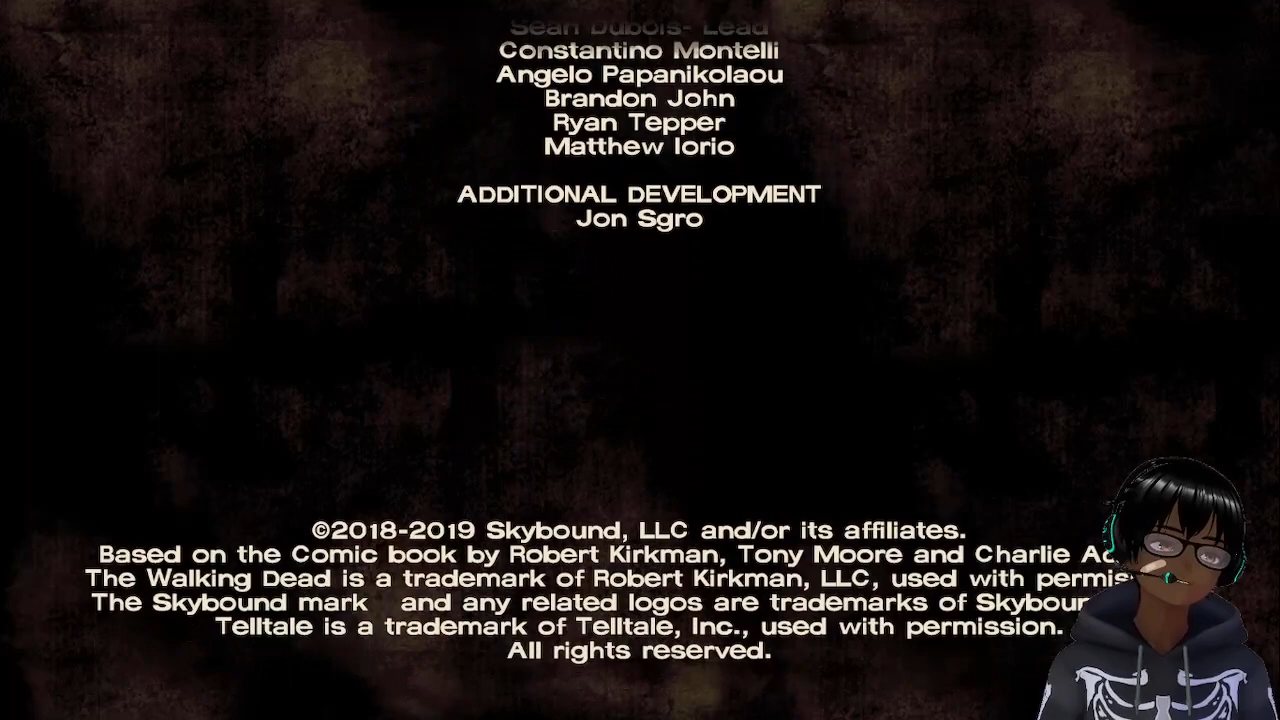 Sean Dubois- Lead
Constantino Montelli
Angelo Papanikolaou
Brandon John
Ryan Tepper
Matthew Iorio
ADDITIONAL DEVELOPMENT
Jon Sgro
©2018-2019 Skybound, LLC and/or its affiliates.
Based on the Comic book by Robert Kirkman, Tony Moore and Charlie
The Walking Dead is a trademark of Robert Kirkman, LLC, used with
The Skybound mark and any related logos are trademarks of
Telltale is a trademark of Telltale, Inc., used with permission.
All rights reserved.